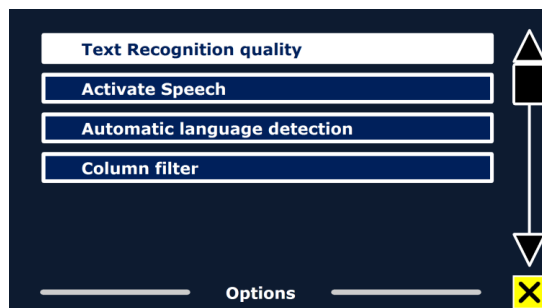 Text Recognition quality
Activate Speech
Automatic language detection
Column filter
Options